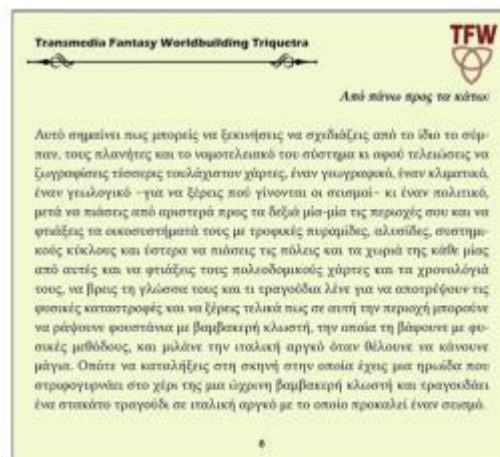 Transmedia Fantasy Worldbuilding Triquetra
TFW
Από πάνω προς τα κάτω:
Αυτό σημαίνει πως μπορείς να ξεκινήσεις να σχεδιάζεις από το ίδιο το σύμ-
παν, τους πλανήτες και το νομοτελειακό του σύστημα κι αφού τελειώσεις να
ζωγραφίσεις τέσσερις τουλάχιστον χάρτες, έναν γεωγραφικό, έναν κλιματικό,
έναν γεωλογικό –για να ξέρεις πού γίνονται οι σεισμοί– κι έναν πολιτικό,
μετά να πιάσεις από αριστερά προς τα δεξιά μία-μία τις περιοχές σου και να
φτιάξεις τα οικοσυστήματά τους με τροφικές πυραμίδες, αλυσίδες, συστημι-
κούς κύκλους και ύστερα να πιάσεις τις πόλεις και τα χωριά της κάθε μίας
από αυτές και να φτιάξεις τους πολεοδομικούς χάρτες και τα χρονολόγιά
τους, να βρεις τη γλώσσα τους και τι τραγούδια λένε για να αποτρέψουν τις
φυσικές καταστροφές και να ξέρεις τελικά πως σε αυτή την περιοχή μπορούνε
να ράψουνε φουστάνια με βαμβακερή κλωστή, την οποία τη βάφουνε με φυ-
σικές μεθόδους, και μιλάνε την ιταλική αργκό όταν θέλουνε να κάνουνε
μάγια. Οπότε να καταλήξεις στη σκηνή στην οποία έχεις μια ηρωίδα που
στριφογυρνάει στο χέρι της μια ώχρινη βαμβακερή κλωστή και τραγουδάει
ένα στακάτο τραγούδι σε ιταλική αργκό με το οποίο προκαλεί έναν σεισμό.
6